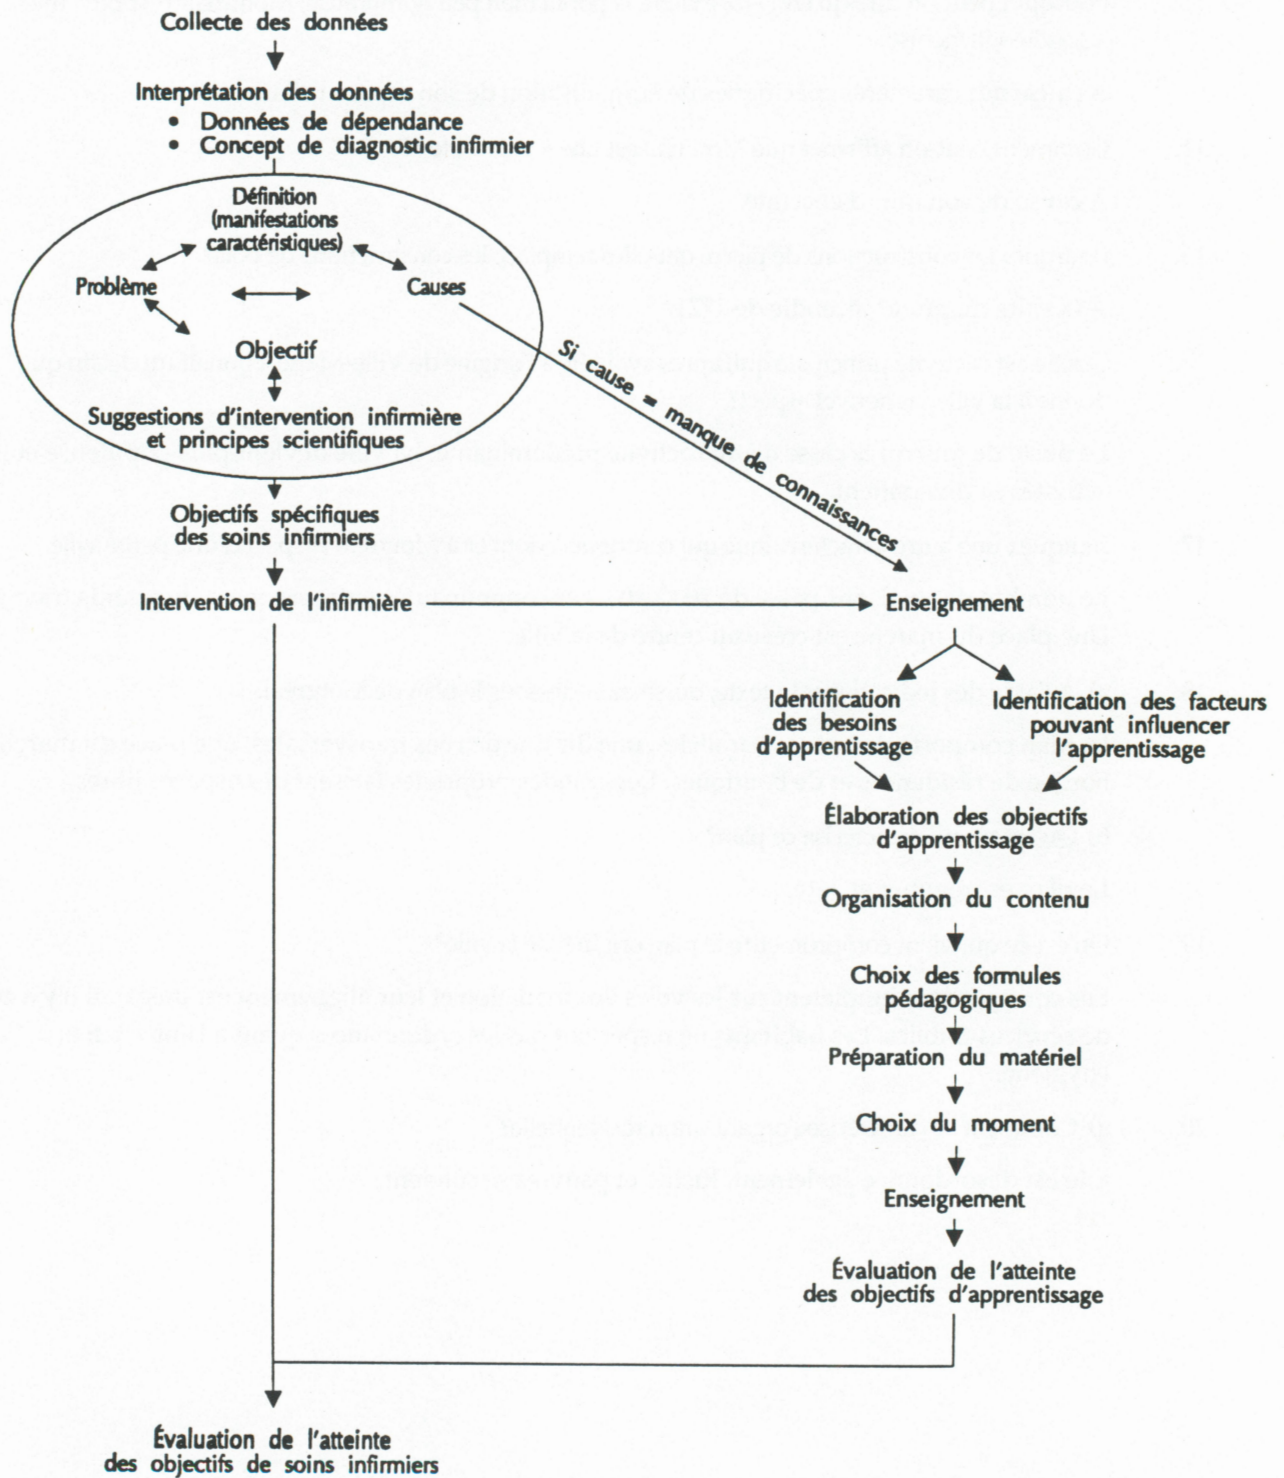 Collecte des données
Interprétation des données
• Données de dépendance
• Concept de diagnostic infirmier
Définition
(manifestations
caractéristiques)
Problème
Causes
Objectif
Suggestions d'intervention infirmière
et principes scientifiques
Si cause = manque de connaissances
Objectifs spécifiques
des soins infirmiers
Intervention de l'infirmière
Enseignement
Identification
des besoins
d'apprentissage
Identification des facteurs
pouvant influencer
l'apprentissage
Élaboration des objectifs
d'apprentissage
Organisation du contenu
Choix des formules
pédagogiques
Préparation du matériel
Choix du moment
Enseignement
Évaluation de l'atteinte
des objectifs d'apprentissage
Évaluation de l'atteinte
des objectifs de soins infirmiers